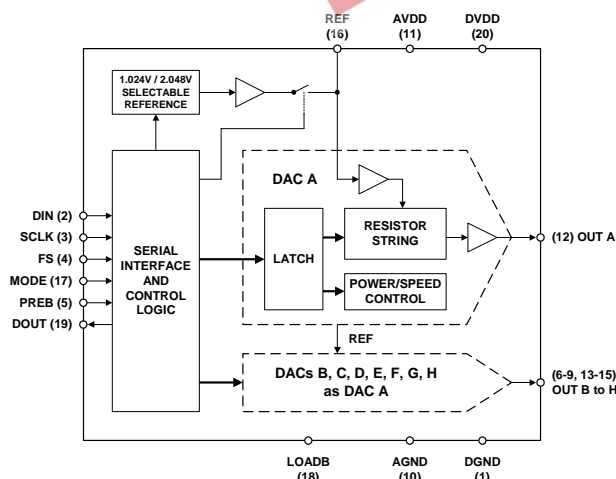 REF
(16)
AVDD
(11)
DVDD
(20)
1.024V / 2.048V
SELECTABLE
REFERENCE
DAC A
DIN (2)
SCLK (3)
FS (4)
MODE (17)
PREB (5)
DOUT (19)
SERIAL
INTERFACE
AND
CONTROL
LOGIC
LATCH
RESISTOR
STRING
POWER/SPEED
CONTROL
(12) OUT A
REF
DACs B, C, D, E, F, G, H
as DAC A
(6-9, 13-15)
OUT B to H
LOADB
(18)
AGND
(10)
DGND
(1)